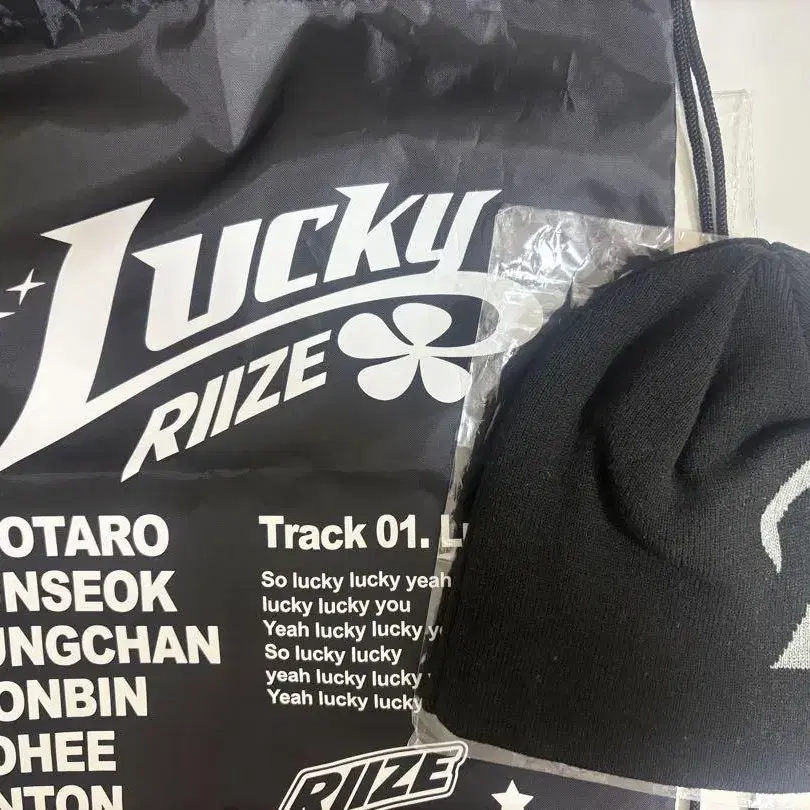 Lucky
RIIZE
OTARO
NSEOK
UNGCHAN
ONBIN
OHEE
NTON
Track 01. Lu
So lucky lucky yeah
lucky lucky you
Yeah lucky lucky y
So lucky lucky
yeah lucky lucky
Yeah lucky lucky
RIIZE